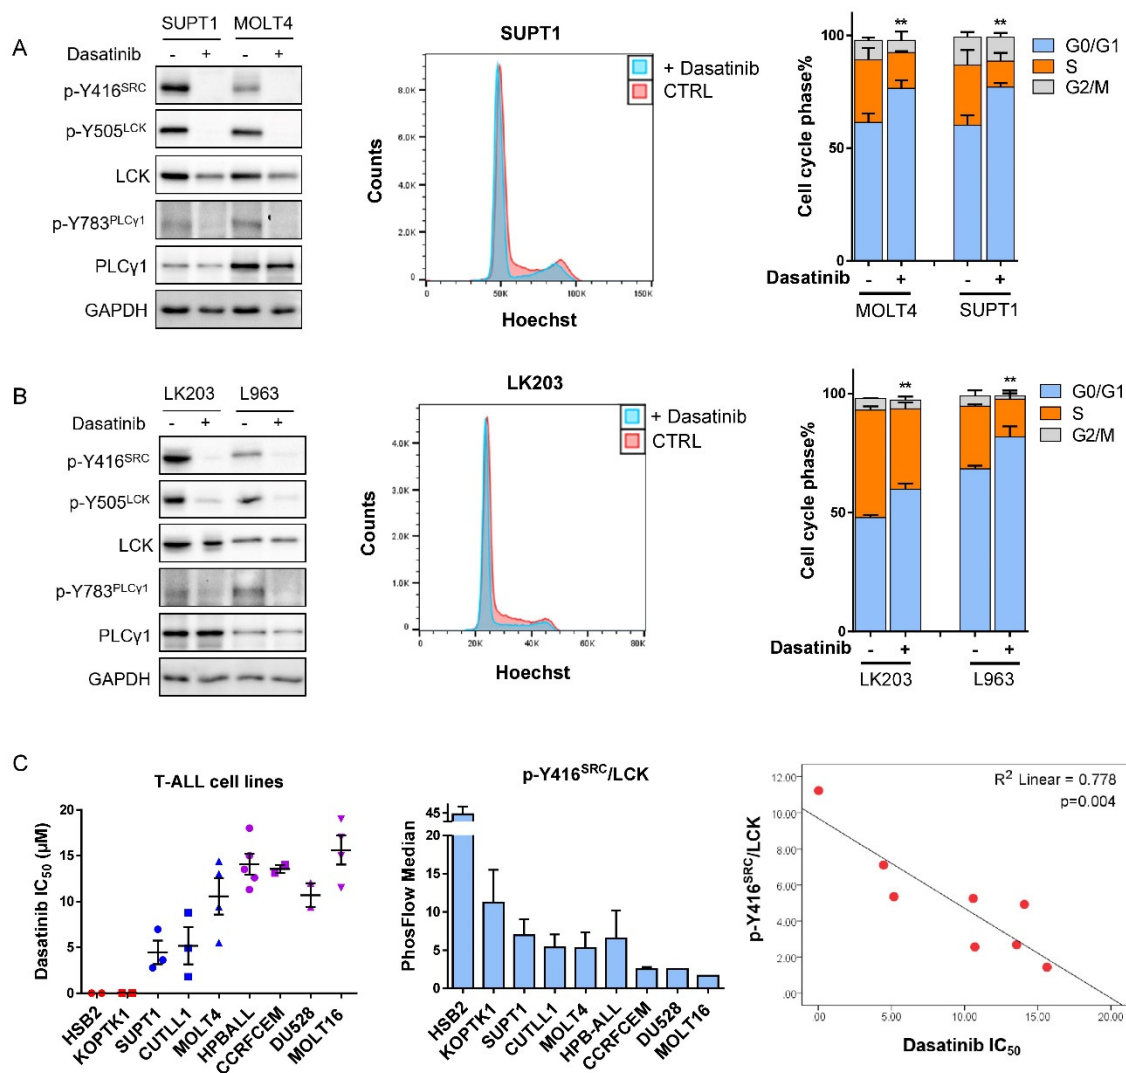 A
SUPT1 MOLT4
Dasatinib - + - +
p-Y416SRC
p-Y505LCK
LCK
p-Y783PLCγ1
PLCγ1
GAPDH
SUPT1
+ Dasatinib
CTRL
Counts
8.0K
6.0K
4.0K
2.0K
0
0 50K 100K 150K
Hoechst
Cell cycle phase%
100
50
0
** **
G0/G1
S
G2/M
Dasatinib - + - +
MOLT4 SUPT1
B
LK203 L963
Dasatinib - + - +
p-Y416SRC
p-Y505LCK
LCK
p-Y783PLCγ1
PLCγ1
GAPDH
LK203
+ Dasatinib
CTRL
Counts
4.0K
3.0K
2.0K
1.0K
0
0 20K 40K 60K 80K
Hoechst
Cell cycle phase%
100
50
0
** **
G0/G1
S
G2/M
Dasatinib - + - +
LK203 L963
C
T-ALL cell lines
Dasatinib IC50 (µM)
20
15
10
5
0
HSB2
KOPTK1
SUPT1
CUTLL1
MOLT4
HPBALL
CCRFCEM
DU528
MOLT16
p-Y416SRC/LCK
PhosFlow Median
45
20
15
10
5
0
HSB2
KOPTK1
SUPT1
CUTLL1
MOLT4
HPB-ALL
CCRFCEM
DU528
MOLT16
R2 Linear = 0.778
p=0.004
p-Y416SRC/LCK
12.00
10.00
8.00
6.00
4.00
2.00
.00
.00 5.00 10.00 15.00 20.00
Dasatinib IC50